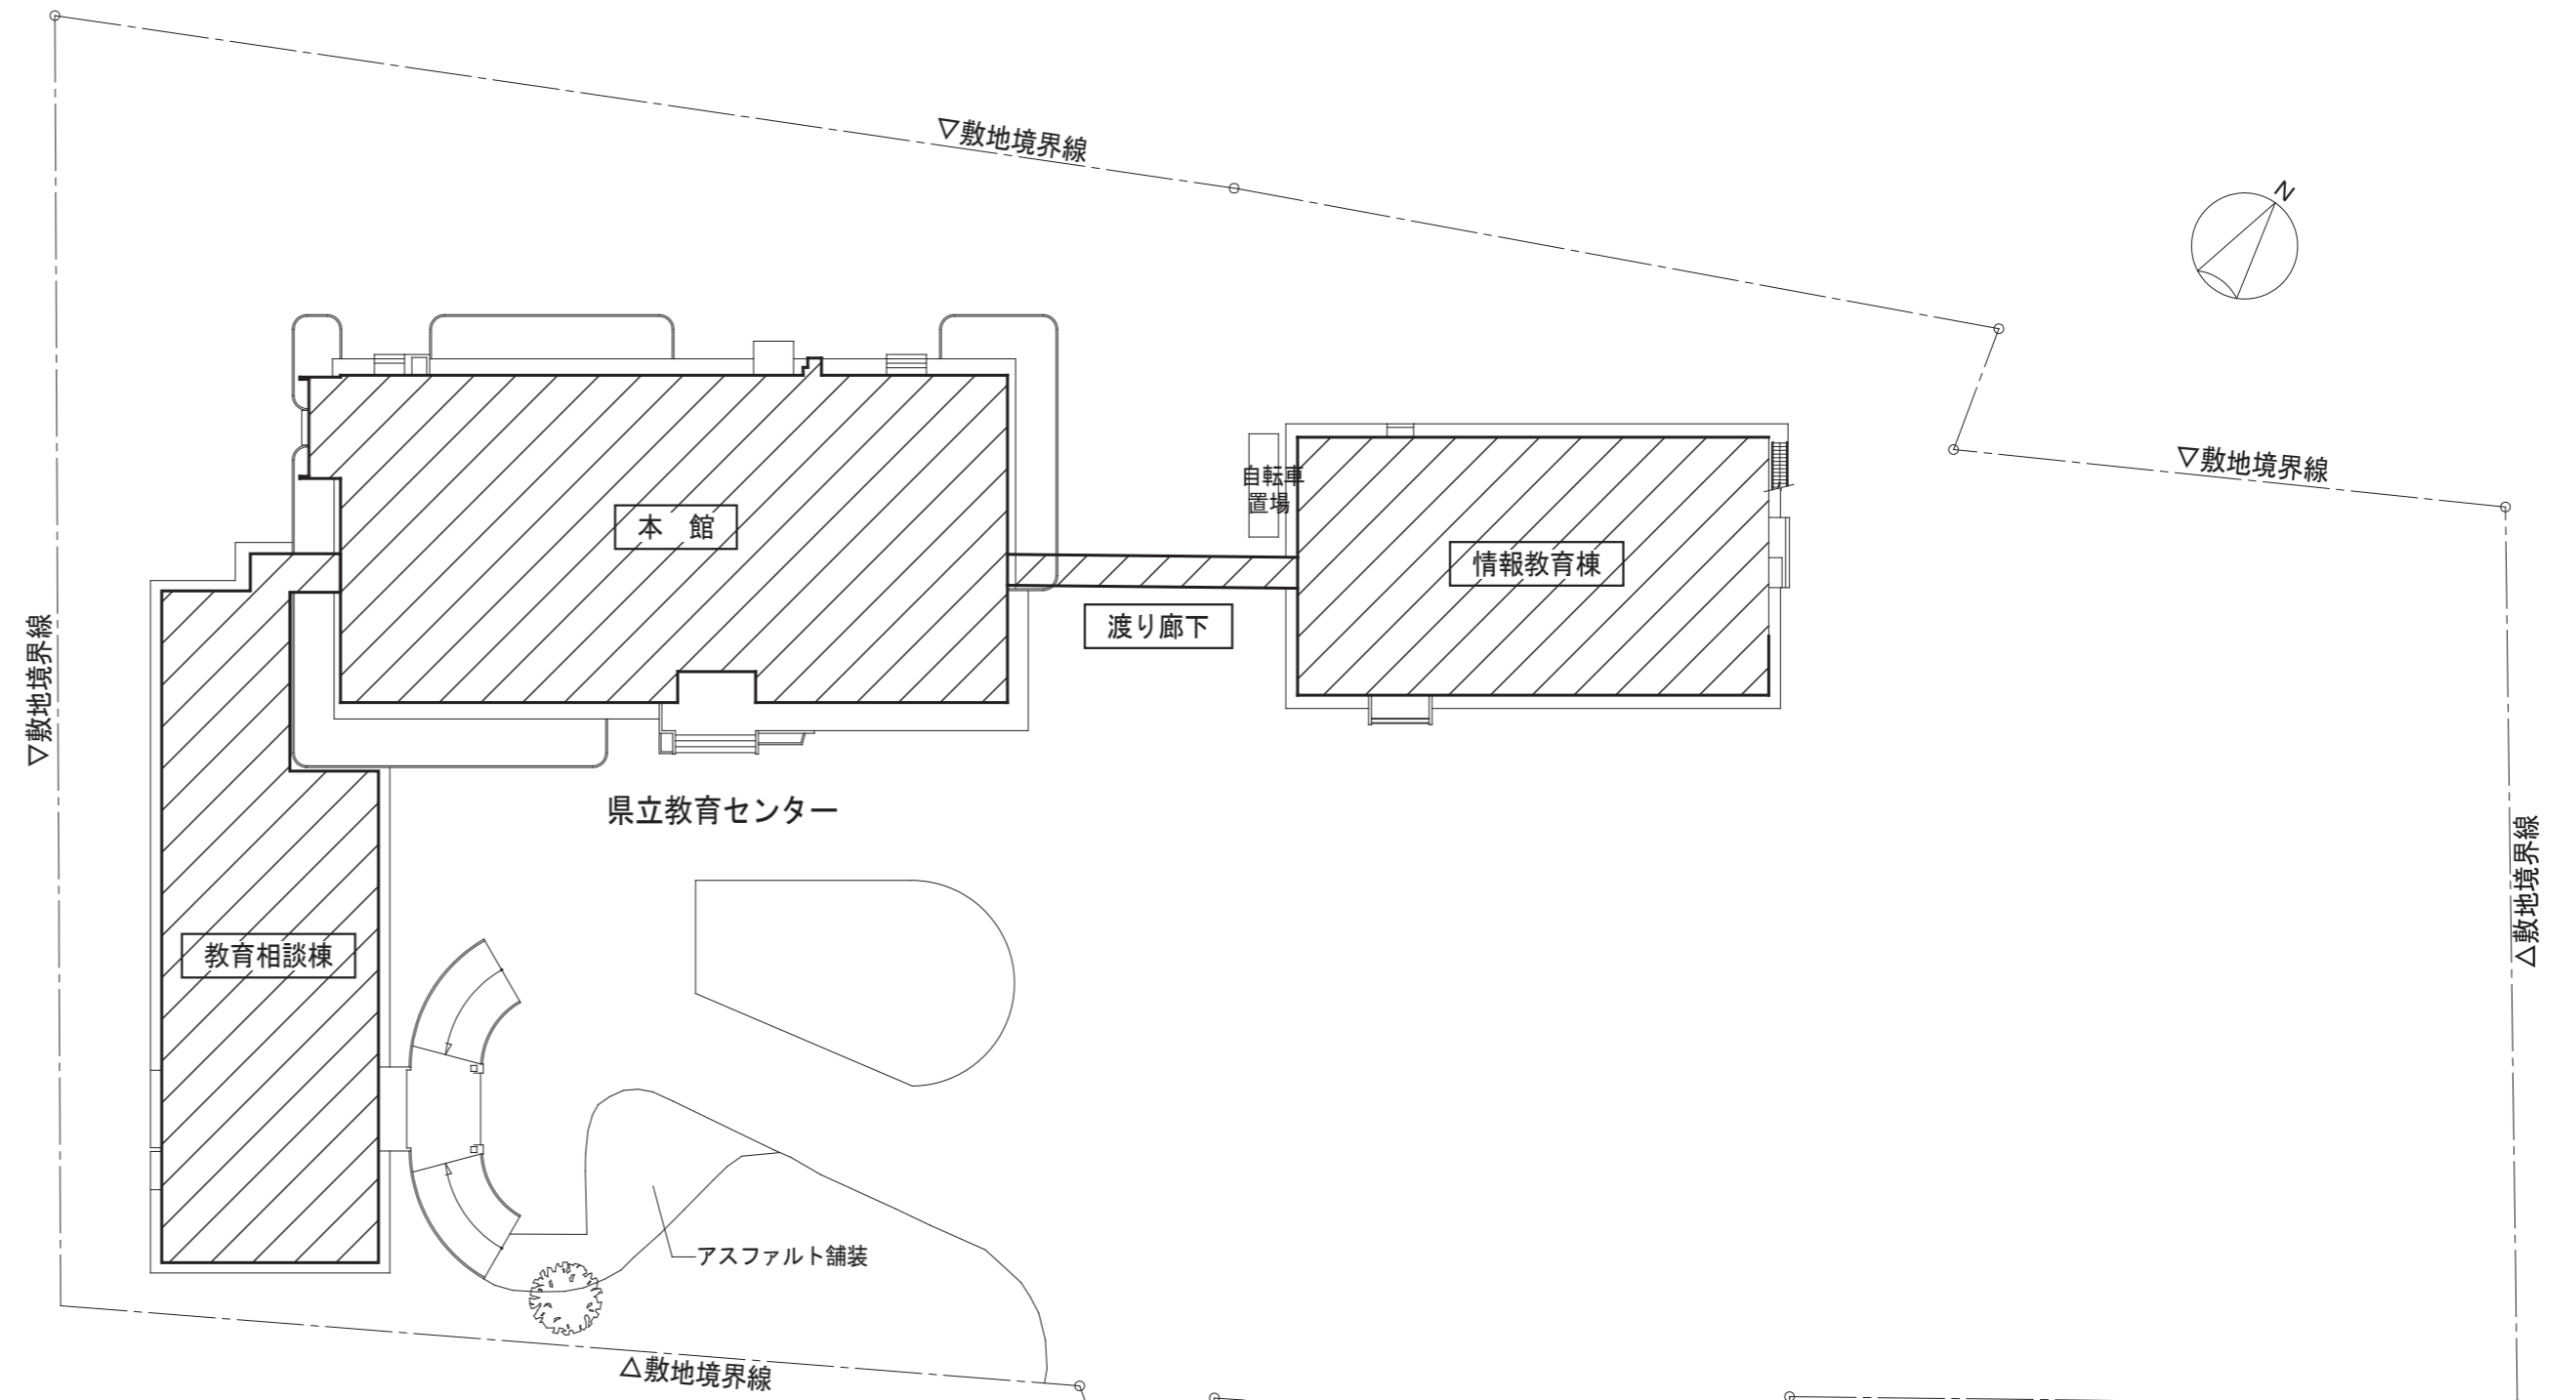 ▽敷地境界線
N
▽敷地境界線
自転車
置場
本　館
情報教育棟
渡り廊下
▽敷地境界線
県立教育センター
△敷地境界線
教育相談棟
アスファルト舗装
△敷地境界線